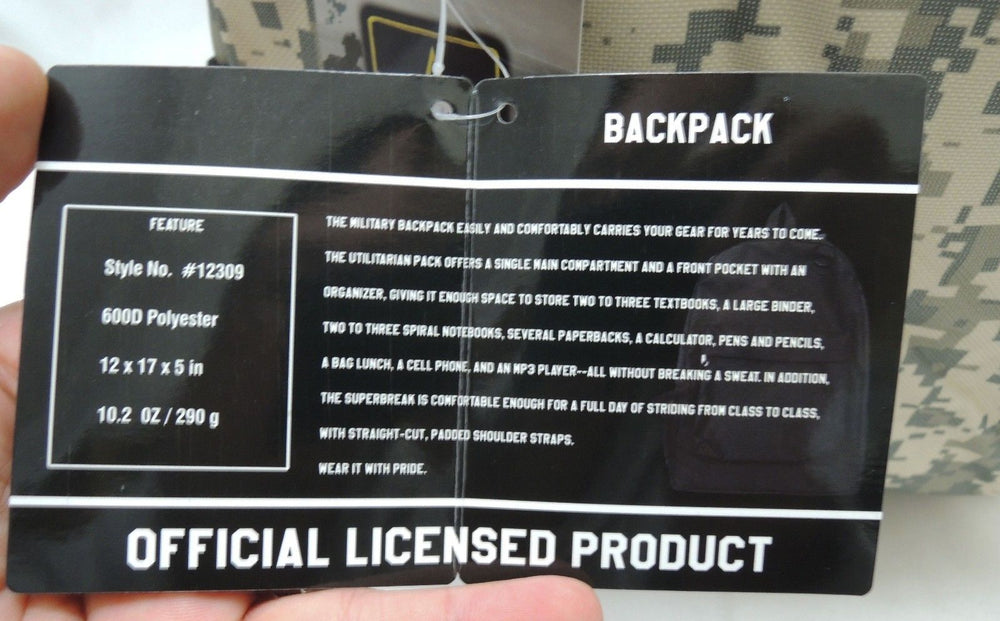 BACKPACK
FEATURE
Style No. #12309
600D Polyester
12 x 17 x 5 in
10.2 OZ / 290 g
THE MILITARY BACKPACK EASILY AND COMFORTABLY CARRIES YOUR GEAR FOR YEARS TO COME.
THE UTILITARIAN PACK OFFERS A SINGLE MAIN COMPARTMENT AND A FRONT POCKET WITH AN
ORGANIZER, GIVING IT ENOUGH SPACE TO STORE TWO TO THREE TEXTBOOKS, A LARGE BINDER,
TWO TO THREE SPIRAL NOTEBOOKS, SEVERAL PAPERBACKS, A CALCULATOR, PENS AND PENCILS,
A BAG LUNCH, A CELL PHONE, AND AN MP3 PLAYER--ALL WITHOUT BREAKING A SWEAT. IN ADDITION,
THE SUPERBREAK IS COMFORTABLE ENOUGH FOR A FULL DAY OF STRIDING FROM CLASS TO CLASS,
WITH STRAIGHT-CUT, PADDED SHOULDER STRAPS.
WEAR IT WITH PRIDE.
OFFICIAL LICENSED PRODUCT